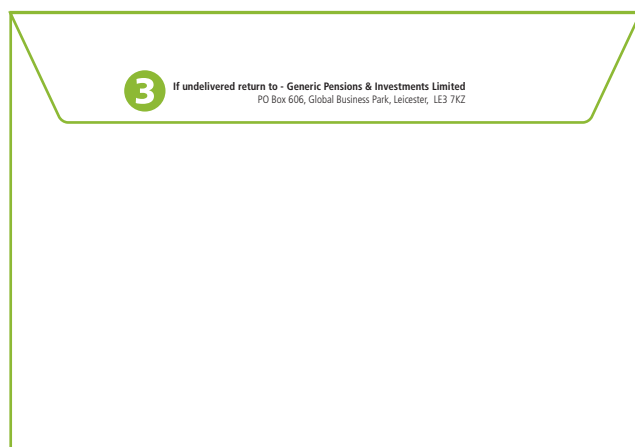 3
If undelivered return to - Generic Pensions & Investments Limited
PO Box 606, Global Business Park, Leicester, LE3 7KZ